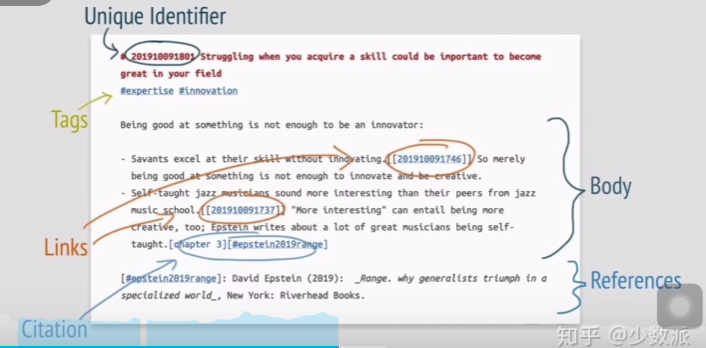 Unique Identifier
# 201910091801 Struggling when you acquire a skill could be important to become
great in your field
#expertise #innovation
Tags
Being good at something is not enough to be an innovator:
- Savants excel at their skill without innovating.[[201910091746]] So merely
being good at something is not enough to innovate and be creative.
- Self-taught jazz musicians sound more interesting than their peers from jazz
music school.[[201910091737]] "More interesting" can entail being more
creative, too; Epstein writes about a lot of great musicians being self-
taught.[chapter 3][#epstein2019range]
Body
Links
[#epstein2019range]: David Epstein (2019): _Range. why generalists triumph in a
specialized world_, New York: Riverhead Books.
References
Citation
知乎 @少数派